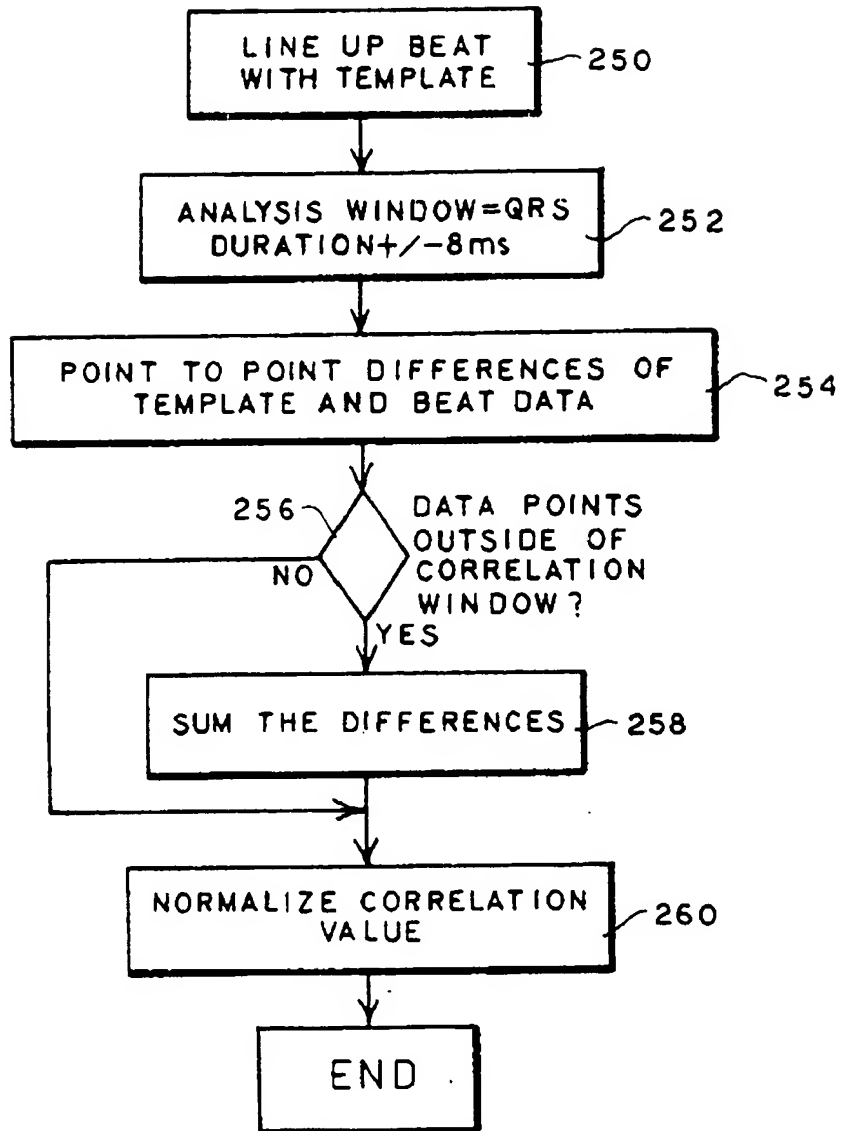 LINE UP BEAT
WITH TEMPLATE
250
ANALYSIS WINDOW=QRS
DURATION+/-8ms
252
POINT TO POINT DIFFERENCES OF
TEMPLATE AND BEAT DATA
254
256
DATA POINTS
OUTSIDE OF
CORRELATION
WINDOW?
NO
YES
SUM THE DIFFERENCES
258
NORMALIZE CORRELATION
VALUE
260
END